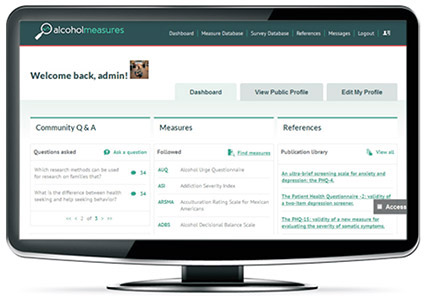 alcoholmeasures
Dashboard | Measure Database | Survey Database | References | Messages | Logout |
Welcome back, admin!
Dashboard
View Public Profile
Edit My Profile
Community Q & A
Questions asked
Ask a question
Which research methods can be used
for research on families that?
34
What is the difference between health
seeking and help seeking behavior?
34
<< < 2 of 3 > >>
Measures
Followed
Find measures
AUQ Alcohol Urge Questionnaire
ASI Addiction Severity Index
ARSMA Acculturation Rating Scale for Mexican
Americans
ADBS Alcohol Decisional Balance Scale
References
Publication library
View all
An ultra-brief screening scale for anxiety
and depression: the PHQ-4.
The Patient Health Questionnaire -2: validity of
a two-item depression screener.
The PHQ-15: validity of a new measure for
evaluating the severity of somatic symptoms.
Access